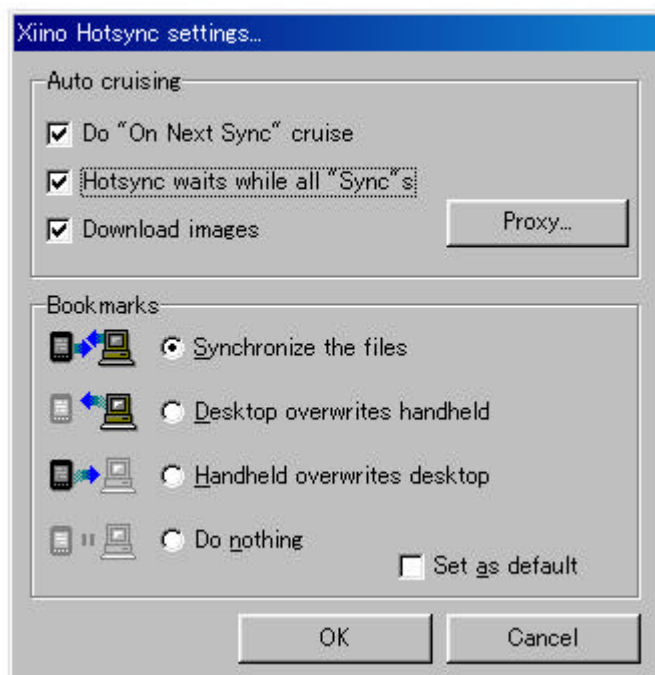 Xiino Hotsync settings...
Auto cruising
Do "On Next Sync" cruise
Hotsync waits while all "Sync"s
Download images
Proxy...
Bookmarks
Synchronize the files
Desktop overwrites handheld
Handheld overwrites desktop
Do nothing
Set as default
OK
Cancel